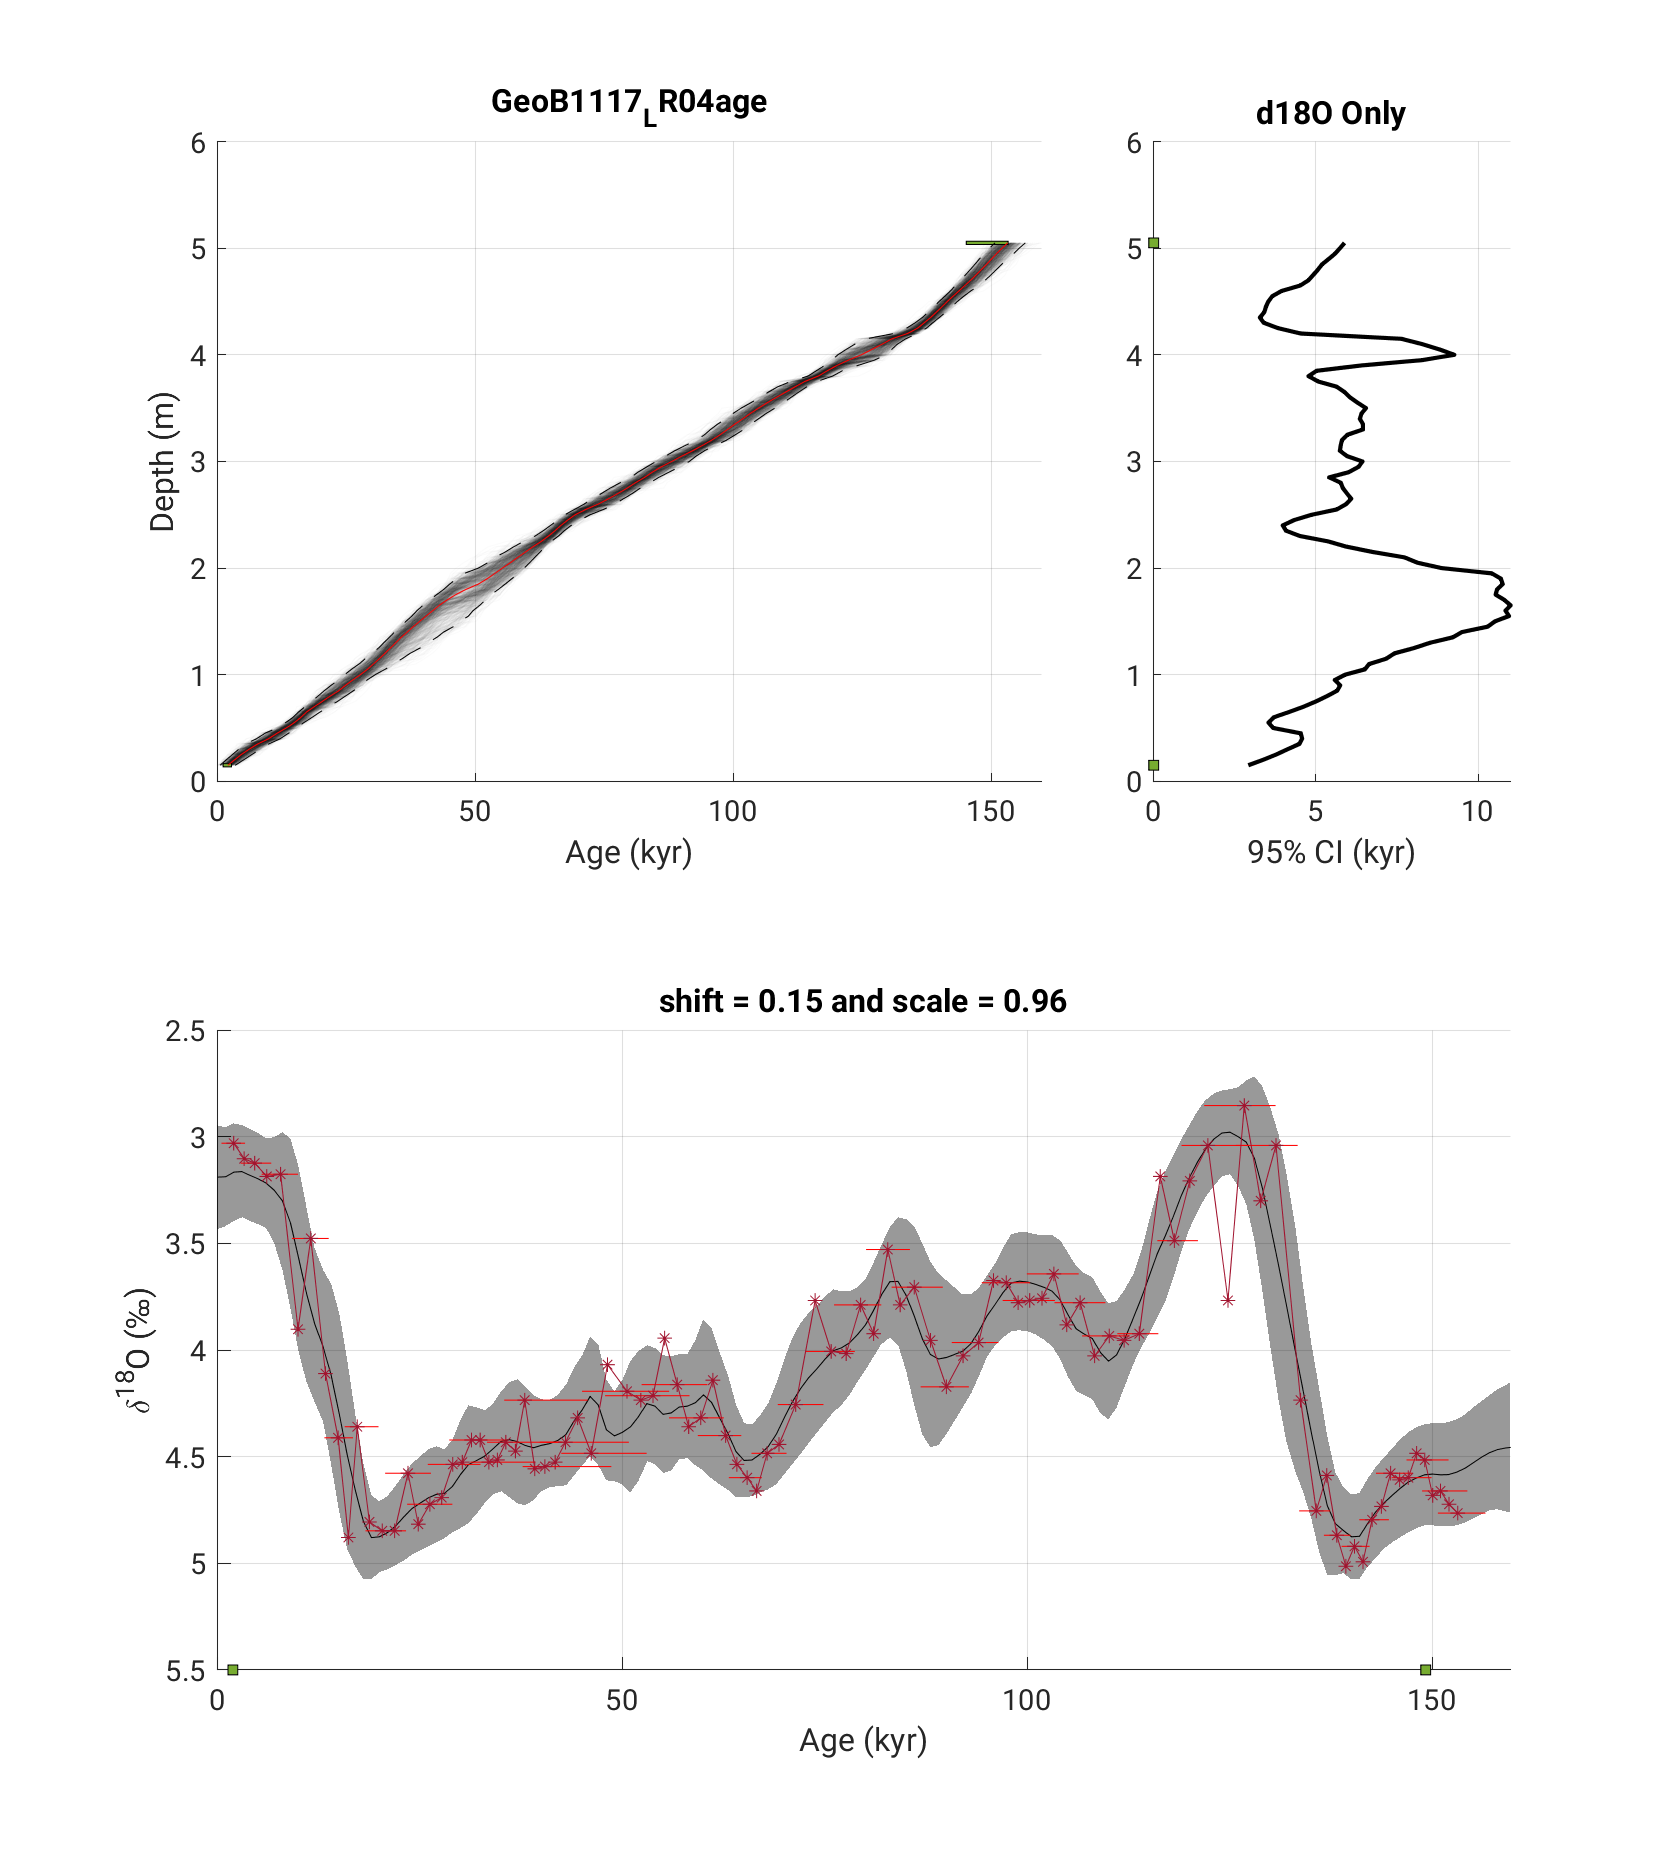 GeoB1117LR04age
d18O Only
6
5
4
3
2
1
0
Depth (m)
0 50 100 150
Age (kyr)
6
5
4
3
2
1
0
0 5 10
95% CI (kyr)
shift = 0.15 and scale = 0.96
2.5
3
3.5
4
4.5
5
5.5
δ18O (‰)
0 50 100 150
Age (kyr)